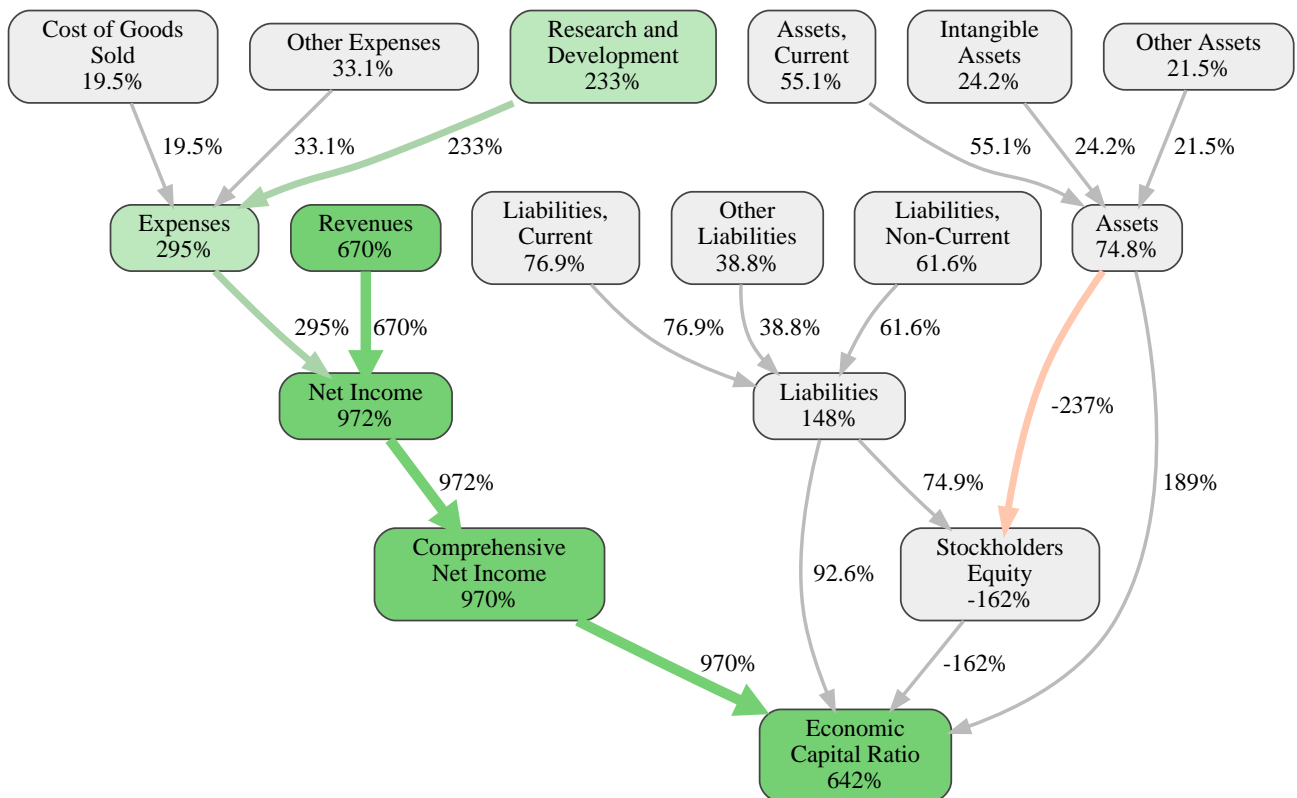 Cost of Goods
Sold
19.5%
Other Expenses
33.1%
Research and
Development
233%
Assets,
Current
55.1%
Intangible
Assets
24.2%
Other Assets
21.5%
19.5%
33.1%
233%
55.1%
24.2%
21.5%
Expenses
295%
Revenues
670%
Liabilities,
Current
76.9%
Other
Liabilities
38.8%
Liabilities,
Non-Current
61.6%
Assets
74.8%
295%
670%
76.9%
38.8%
61.6%
Net Income
972%
Liabilities
148%
-237%
972%
74.9%
189%
Comprehensive
Net Income
970%
Stockholders
Equity
-162%
92.6%
970%
-162%
Economic
Capital Ratio
642%